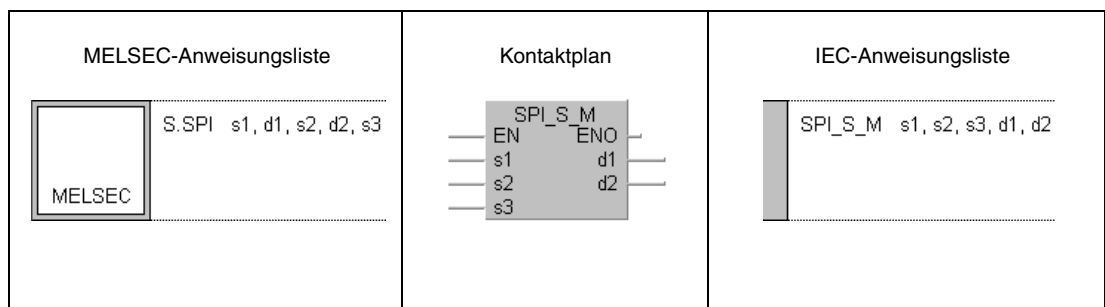 MELSEC-Anweisungsliste
MELSEC
S.SPI s1, d1, s2, d2, s3
Kontaktplan
SPI_S_M
EN ENO
s1 d1
s2 d2
s3
IEC-Anweisungsliste
SPI_S_M s1, s2, s3, d1, d2